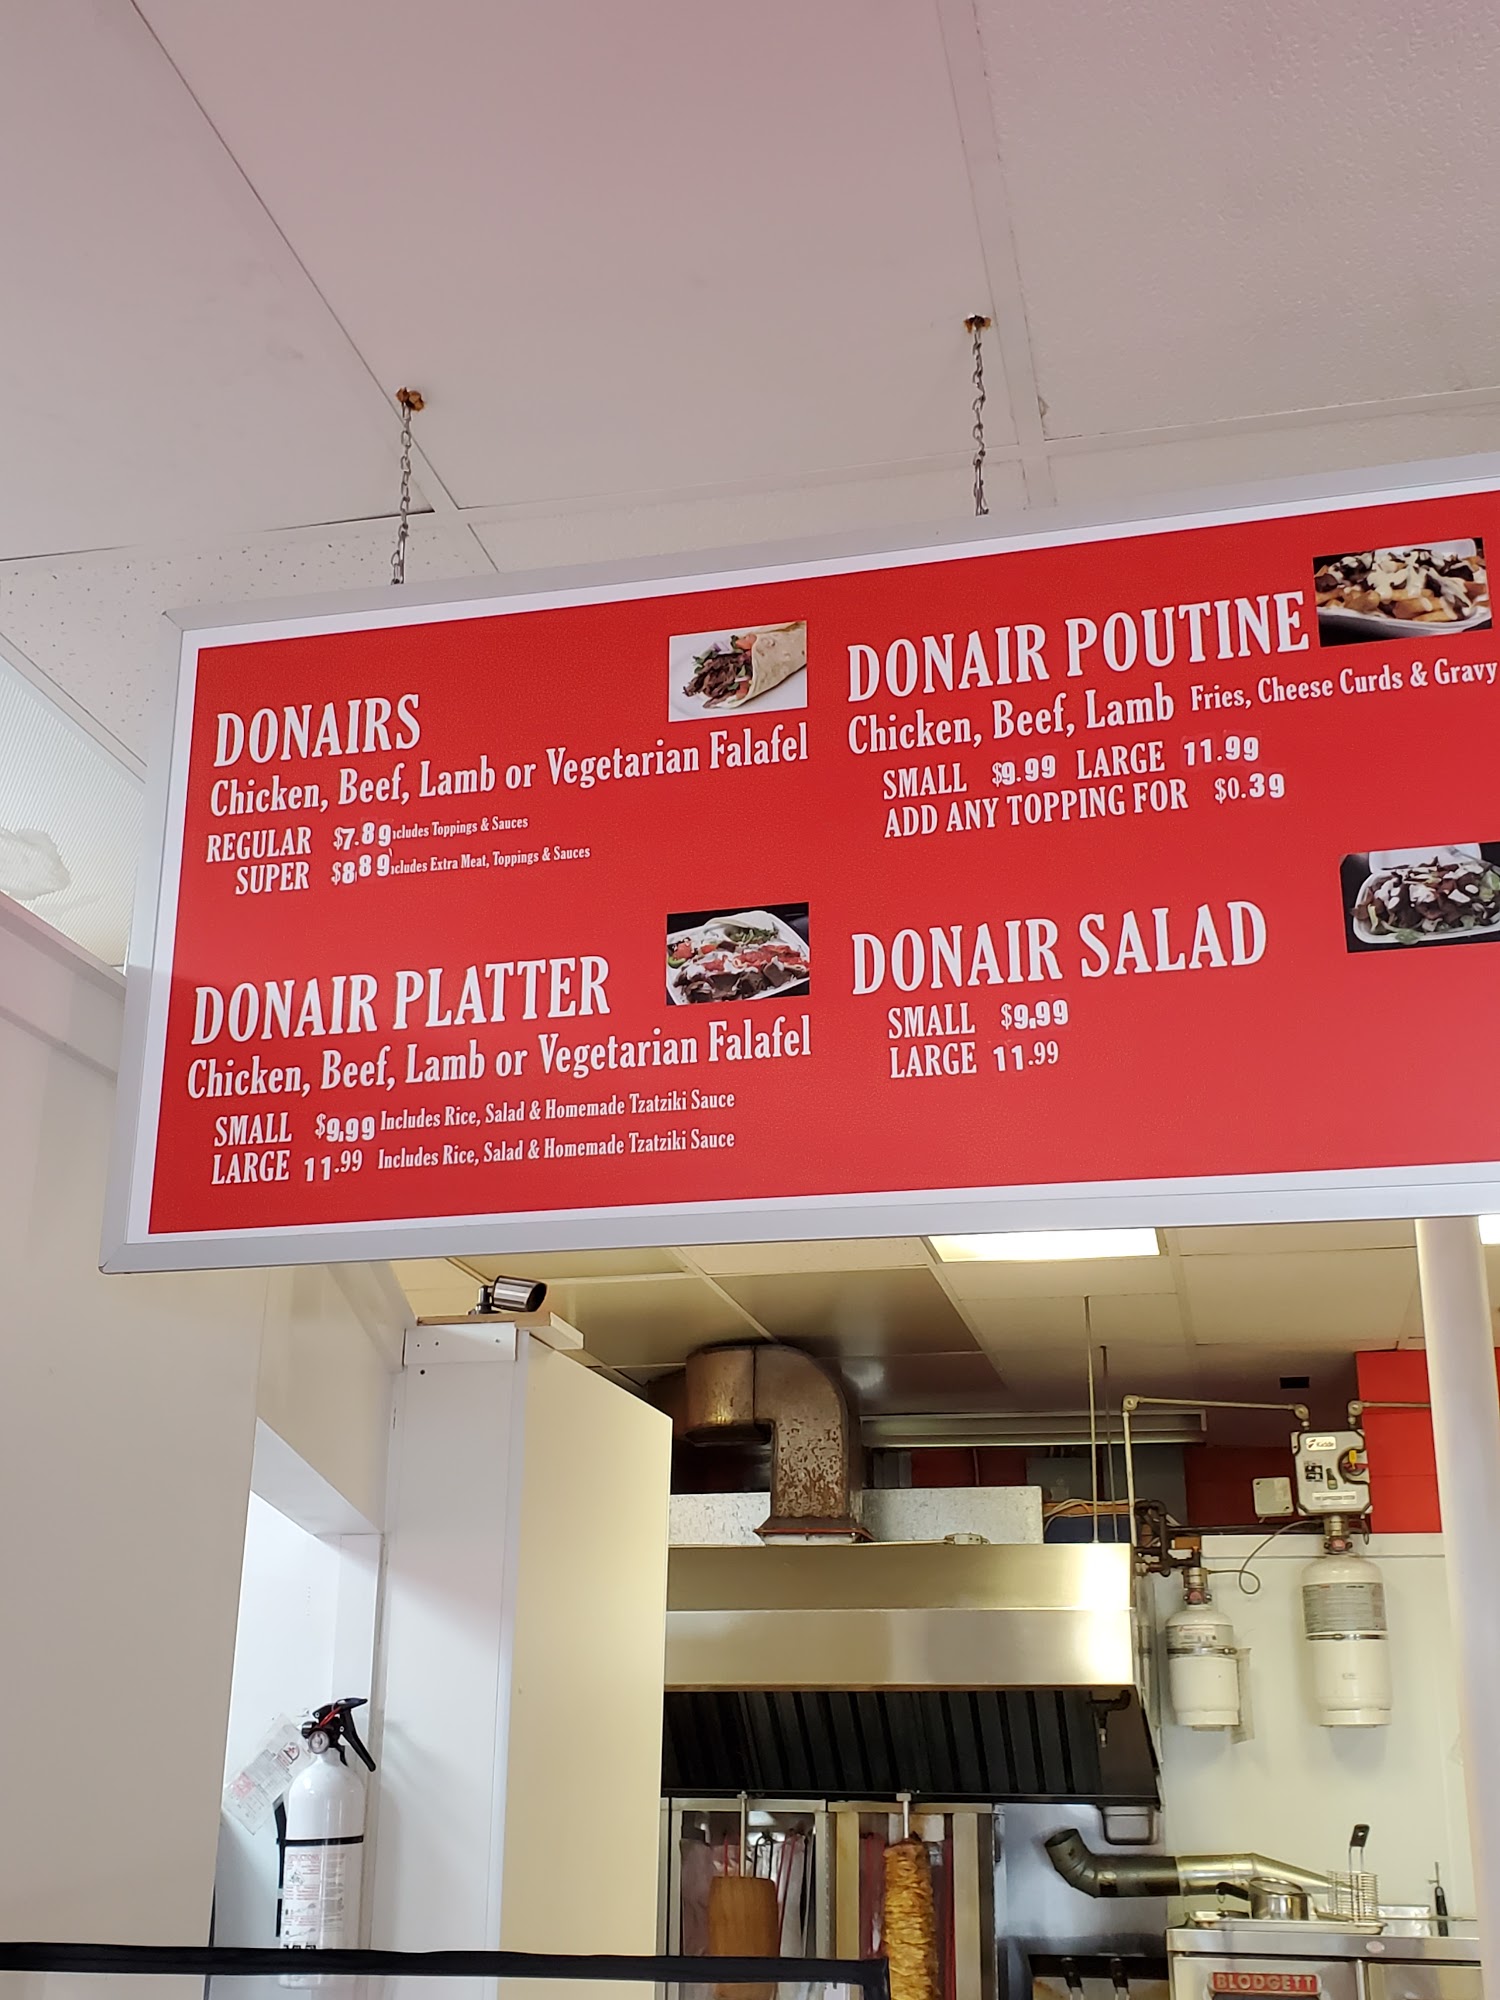 DONAIRS
Chicken, Beef, Lamb or Vegetarian Falafel
REGULAR $7.89 cludes Toppings & Sauces
SUPER $8.89 cludes Extra Meat, Toppings & Sauces
DONAIR PLATTER
Chicken, Beef, Lamb or Vegetarian Falafel
SMALL $9.99 Includes Rice, Salad & Homemade Tzatziki Sauce
LARGE 11.99 Includes Rice, Salad & Homemade Tzatziki Sauce
DONAIR POUTINE
Chicken, Beef, Lamb Fries, Cheese Curds & Gravy
SMALL $9.99 LARGE 11.99
ADD ANY TOPPING FOR $0.39
DONAIR SALAD
SMALL $9.99
LARGE 11.99
Kidde
BLODGETT